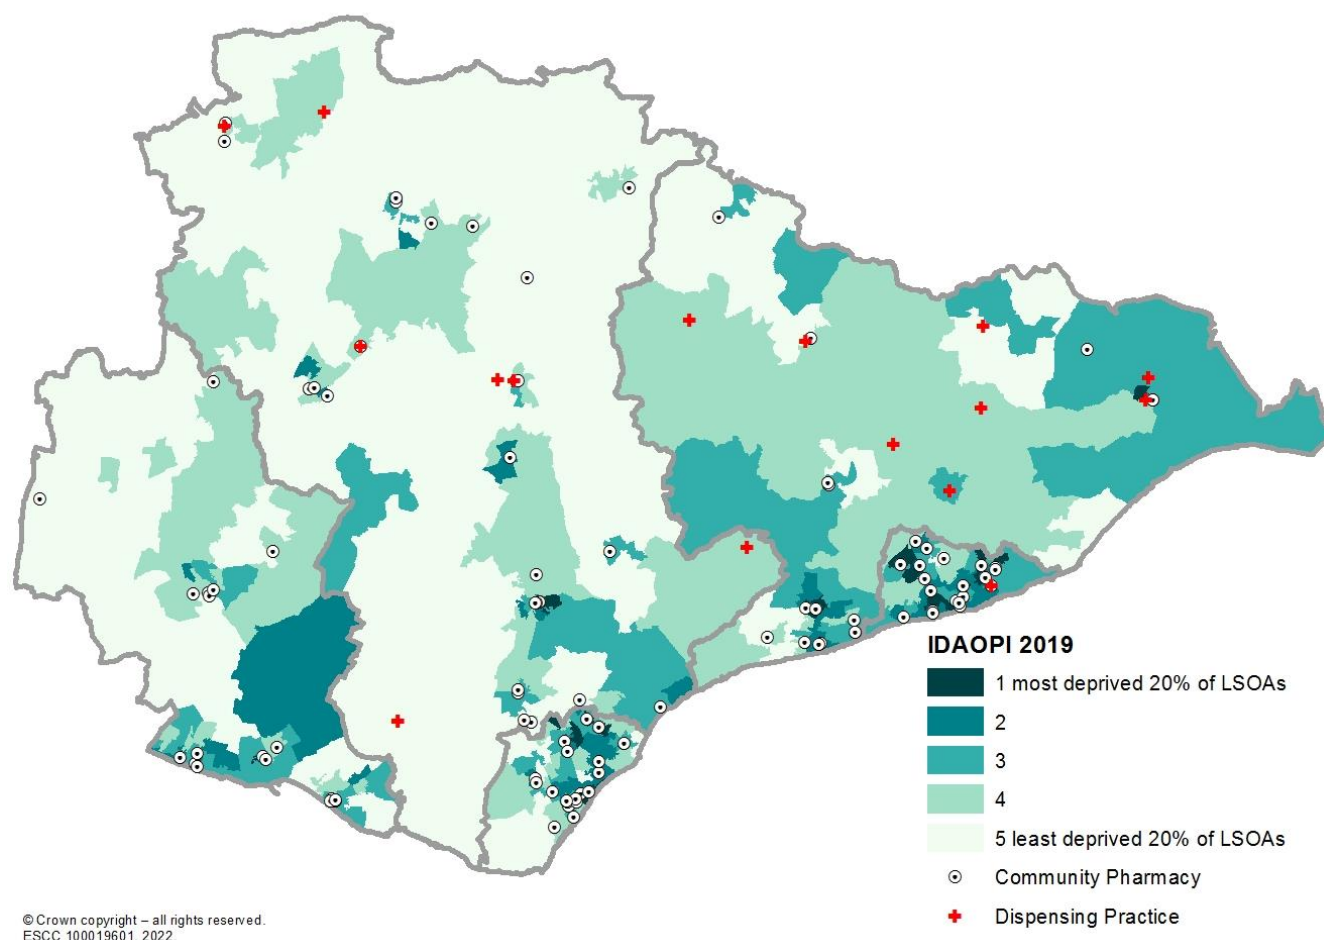 IDAOPI 2019
1 most deprived 20% of LSOAs
2
3
4
5 least deprived 20% of LSOAs
Community Pharmacy
Dispensing Practice
© Crown copyright – all rights reserved.
ESCC 100019601, 2022